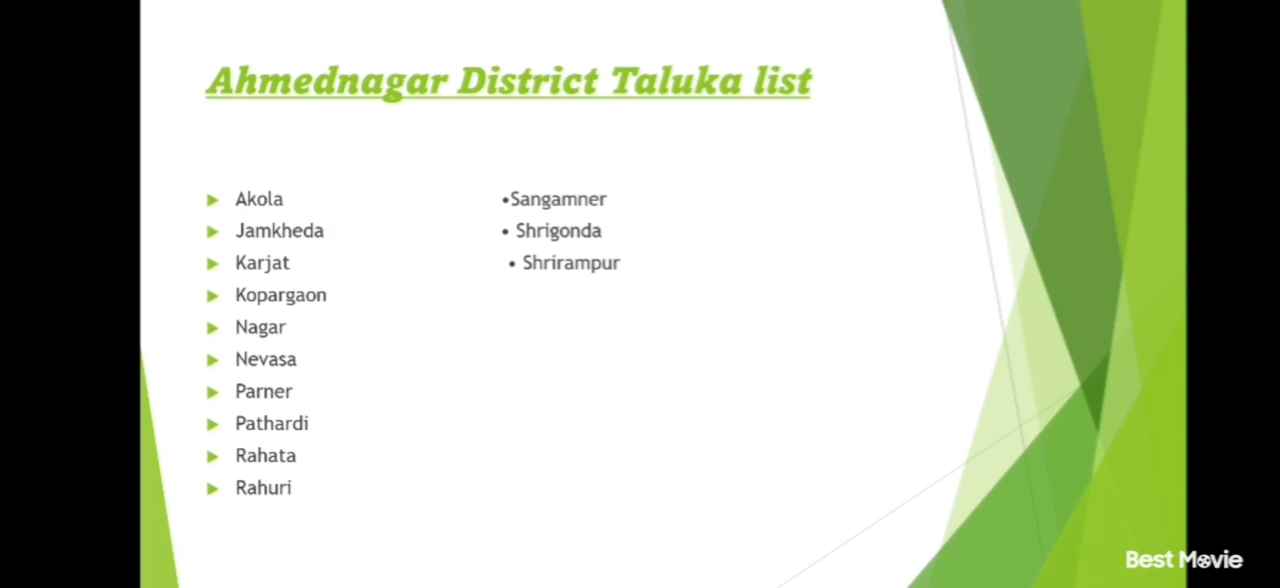 Ahmednagar District Taluka list
Akola
Jamkheda
Karjat
Kopargaon
Nagar
Nevasa
Parner
Pathardi
Rahata
Rahuri
•Sangamner
• Shrigonda
• Shrirampur
Best Movie